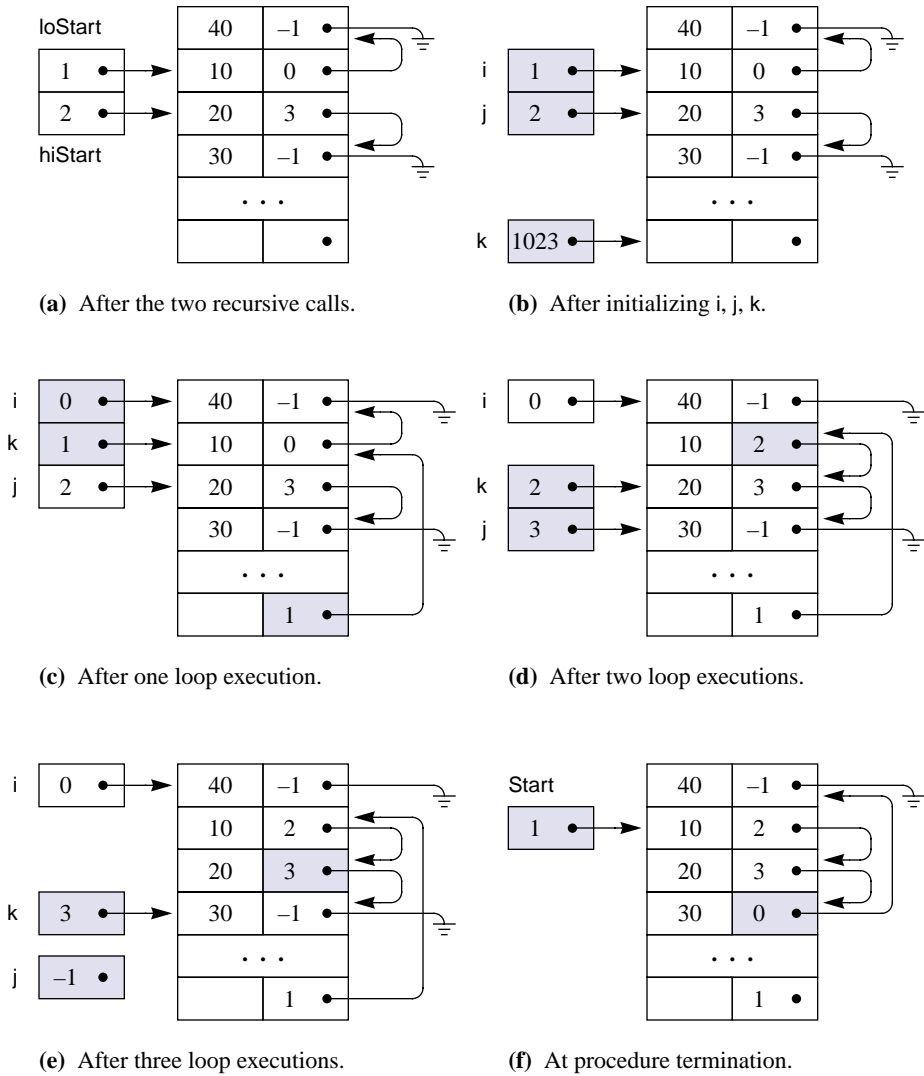 loStart
40 –1
1 10 0
2 20 3
hiStart 30 –1
. . .
(a) After the two recursive calls.
40 –1
i 1 10 0
j 2 20 3
30 –1
. . .
k 1023
(b) After initializing i, j, k.
i 0 40 –1
k 1 10 0
j 2 20 3
30 –1
. . .
1
(c) After one loop execution.
i 0 40 –1
10 2
k 2 20 3
j 3 30 –1
. . .
1
(d) After two loop executions.
i 0 40 –1
10 2
20 3
k 3 30 –1
. . .
j –1
1
(e) After three loop executions.
Start 40 –1
1 10 2
20 3
30 0
. . .
1
(f) At procedure termination.